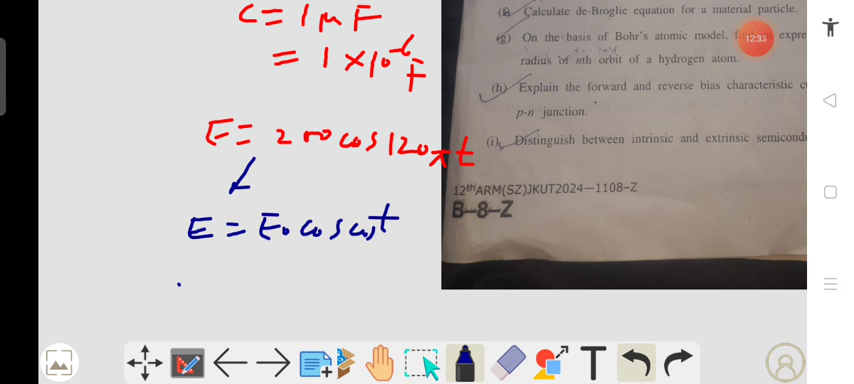 C = 1 μ F
= 1 × 10⁻⁶ F
E = 200 cos 120 π t
E = E₀ cos ωt
(g) Calculate de-Broglie equation for a material particle.
(g) On the basis of Bohr's atomic model, expre
radius of nth orbit of a hydrogen atom.
(h) Explain the forward and reverse bias characteristic c
p-n junction.
(i) Distinguish between intrinsic and extrinsic semicondu
12thARM(SZ)JKUT2024—1108-Z
B-8-Z
12:33
T